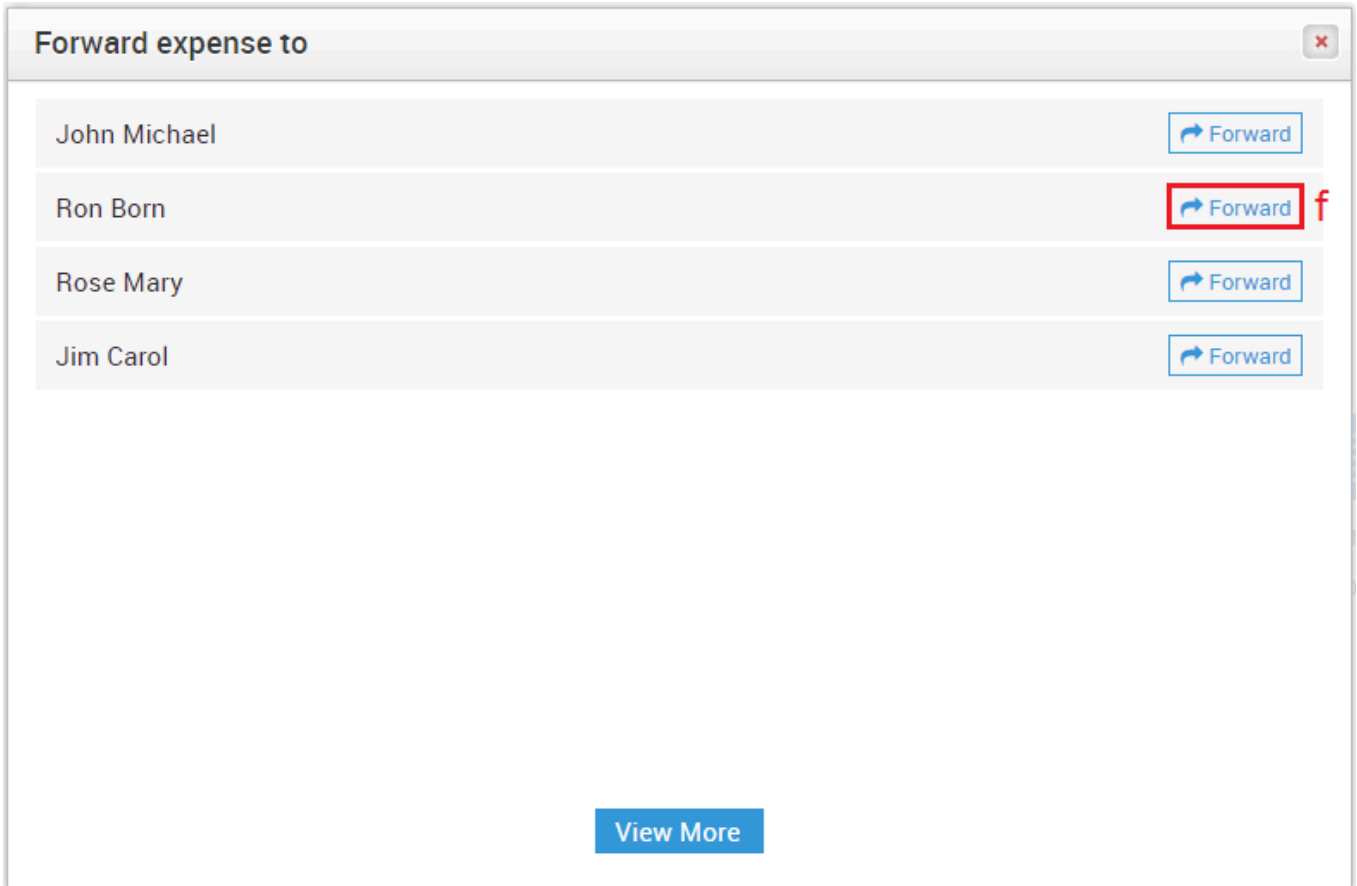 Forward expense to
John Michael Forward
Ron Born Forward f
Rose Mary Forward
Jim Carol Forward
View More